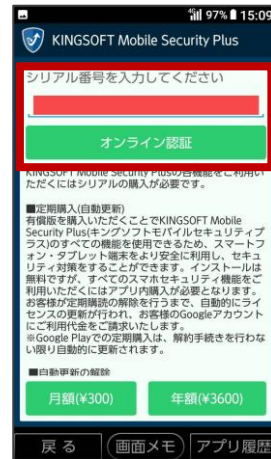 97% 15:09
KINGSOFT Mobile Security Plus
シリアル番号を入力してください
オンライン認証
KINGSOFT Mobile Security Plusの各機能をご利用い
ただくにはシリアルの購入が必要です。
■定期購入(自動更新)
有償版を購入いただくことでKINGSOFT Mobile
Security Plus(キングソフトモバイルセキュリティプ
ラス)のすべての機能を使用できるため、スマートフ
ォン・タブレット端末をより安全に利用し、セキュ
リティ対策をすることができます。インストールは
無料ですが、すべてのスマホセキュリティ機能をご
利用いただくにはアプリ内購入が必要となります。
お客様が定期購読の解除を行うまで、自動的にライ
センスの更新が行われ、お客様のGoogleアカウント
にご利用代金をご請求いたします。
※Google Playでの定期購入は、解約手続きを行わな
い限り自動的に更新されます。
■自動更新の解除
月額(¥300) 年額(¥3600)
戻る 画面メモ アプリ履歴